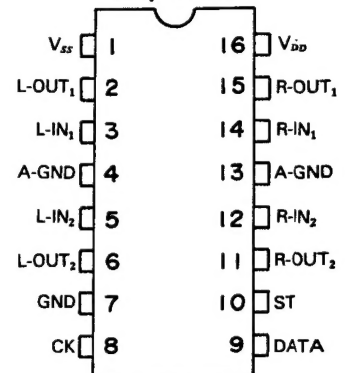 Vss 1 16 VDD
L-OUT1 2 15 R-OUT1
L-IN1 3 14 R-IN1
A-GND 4 13 A-GND
L-IN2 5 12 R-IN2
L-OUT2 6 11 R-OUT2
GND 7 10 ST
CK 8 9 DATA